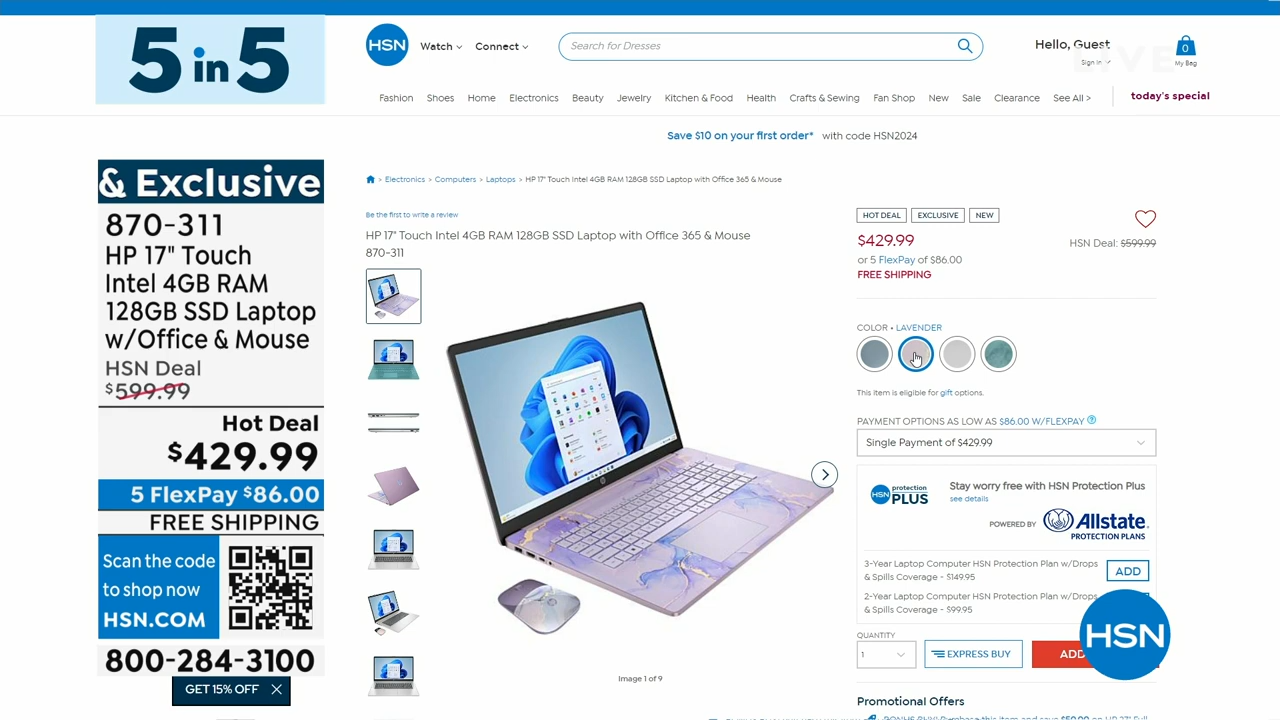 5 in 5
& Exclusive
870-311
HP 17" Touch
Intel 4GB RAM
128GB SSD Laptop
w/Office & Mouse
HSN Deal
$599.99
Hot Deal
$429.99
5 FlexPay $86.00
FREE SHIPPING
Scan the code
to shop now
HSN.COM
800-284-3100
GET 15% OFF
HSN
Watch
Connect
Search for Dresses
Hello, Guest
Sign In
LIVE
0
My Bag
Fashion Shoes Home Electronics Beauty Jewelry Kitchen & Food Health Crafts & Sewing Fan Shop New Sale Clearance See All > today's special
Save $10 on your first order* with code HSN2024
> Electronics > Computers > Laptops > HP 17" Touch Intel 4GB RAM 128GB SSD Laptop with Office 365 & Mouse
Be the first to write a review
HP 17" Touch Intel 4GB RAM 128GB SSD Laptop with Office 365 & Mouse
870-311
Image 1 of 9
HOT DEAL EXCLUSIVE NEW
$429.99
HSN Deal: $599.99
or 5 FlexPay of $86.00
FREE SHIPPING
COLOR • LAVENDER
This item is eligible for gift options.
PAYMENT OPTIONS AS LOW AS $86.00 W/FLEXPAY ?
Single Payment of $429.99
HSN protection PLUS
Stay worry free with HSN Protection Plus
see details
POWERED BY Allstate.
PROTECTION PLANS
3-Year Laptop Computer HSN Protection Plan w/Drops
& Spills Coverage - $149.95
ADD
2-Year Laptop Computer HSN Protection Plan w/Drops
& Spills Coverage - $99.95
QUANTITY
1
EXPRESS BUY
ADD
HSN
Promotional Offers